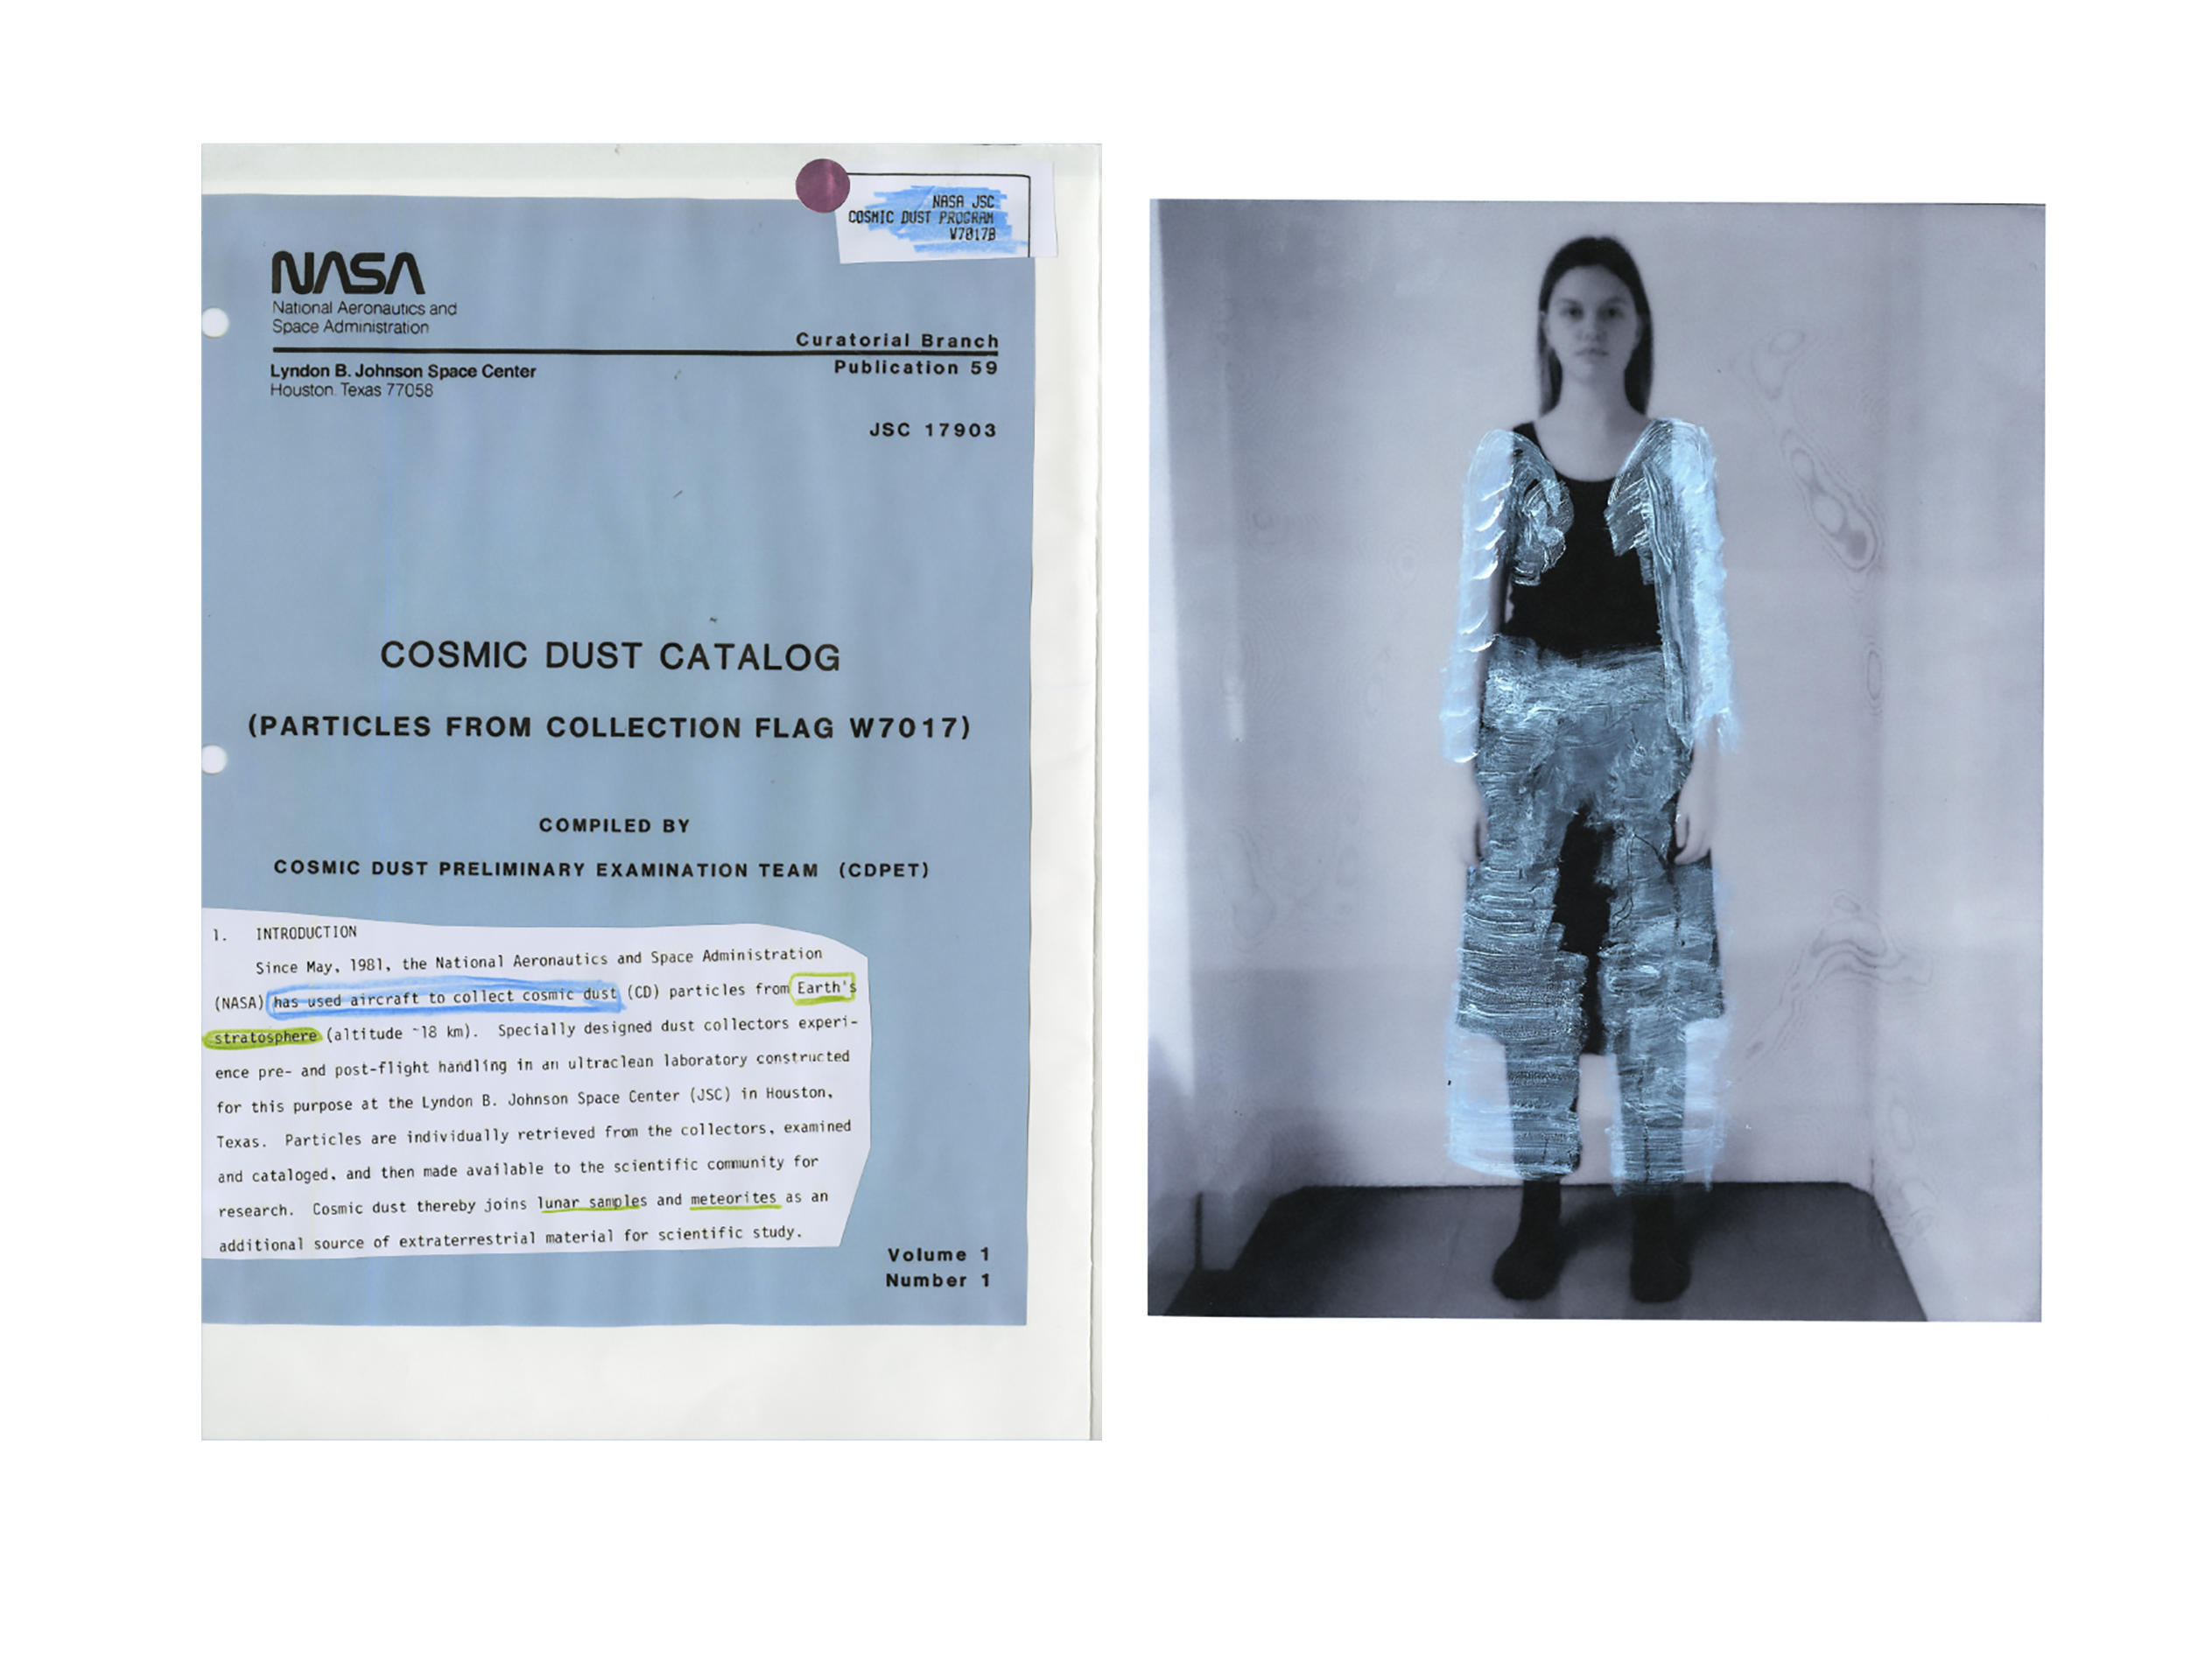 NASA JSC
COSMIC DUST PROGRAM
W7017B
NASA
National Aeronautics and
Space Administration
Lyndon B. Johnson Space Center
Houston, Texas 77058
Curatorial Branch
Publication 59
JSC 17903
COSMIC DUST CATALOG
(PARTICLES FROM COLLECTION FLAG W7017)
COMPILED BY
COSMIC DUST PRELIMINARY EXAMINATION TEAM (CDPET)
1. INTRODUCTION
Since May, 1981, the National Aeronautics and Space Administration
(NASA) has used aircraft to collect cosmic dust (CD) particles from Earth's
stratosphere (altitude ~18 km). Specially designed dust collectors experi-
ence pre- and post-flight handling in an ultraclean laboratory constructed
for this purpose at the Lyndon B. Johnson Space Center (JSC) in Houston,
Texas. Particles are individually retrieved from the collectors, examined
and cataloged, and then made available to the scientific community for
research. Cosmic dust thereby joins lunar samples and meteorites as an
additional source of extraterrestrial material for scientific study.
Volume 1
Number 1